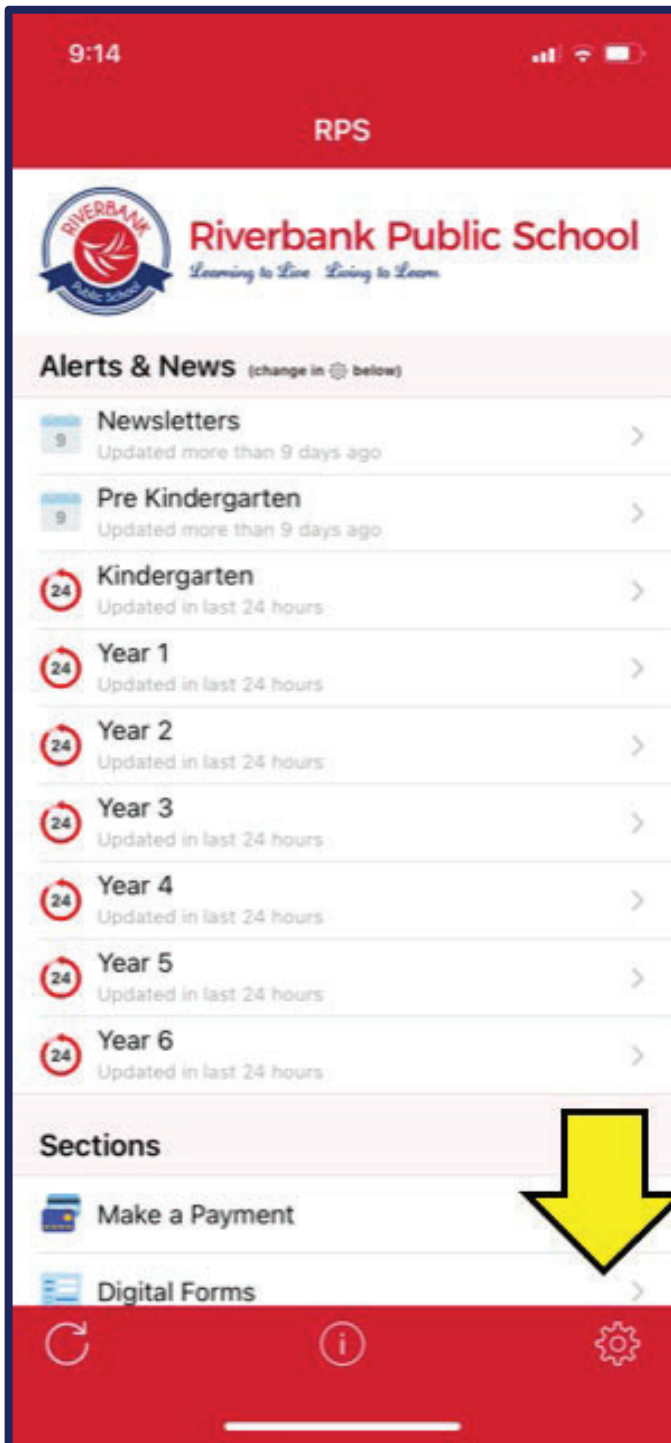 9:14
RPS
RIVERBANK
Public School
Riverbank Public School
Learning to Live Living to Learn
Alerts & News (change in below)
9
Newsletters
Updated more than 9 days ago
9
Pre Kindergarten
Updated more than 9 days ago
24
Kindergarten
Updated in last 24 hours
24
Year 1
Updated in last 24 hours
24
Year 2
Updated in last 24 hours
24
Year 3
Updated in last 24 hours
24
Year 4
Updated in last 24 hours
24
Year 5
Updated in last 24 hours
24
Year 6
Updated in last 24 hours
Sections
Make a Payment
Digital Forms
i